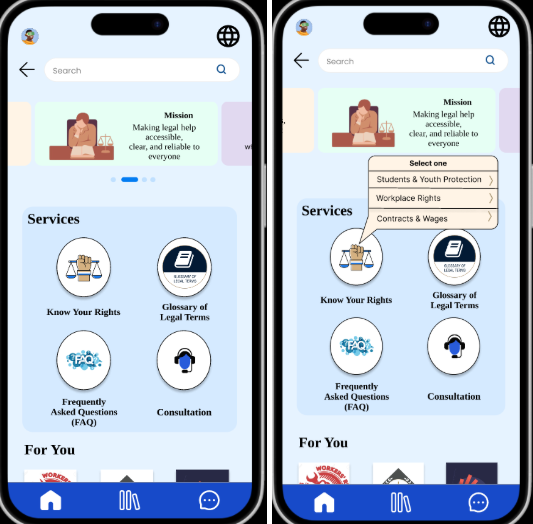 Search
Mission
Making legal help
accessible,
clear, and reliable to
everyone
Services
Know Your Rights
GLOSSARY OF
LEGAL TERMS
Glossary of
Legal Terms
FAQ
Frequently
Asked Questions
(FAQ)
Consultation
For You
WORKERS'
Search
Mission
Making legal help
accessible,
clear, and reliable to
everyone
Select one
Students & Youth Protection
Workplace Rights
Contracts & Wages
Services
Know Your Rights
LEGAL TERMS
Glossary of
Legal Terms
FAQ
Frequently
Asked Questions
(FAQ)
Consultation
For You